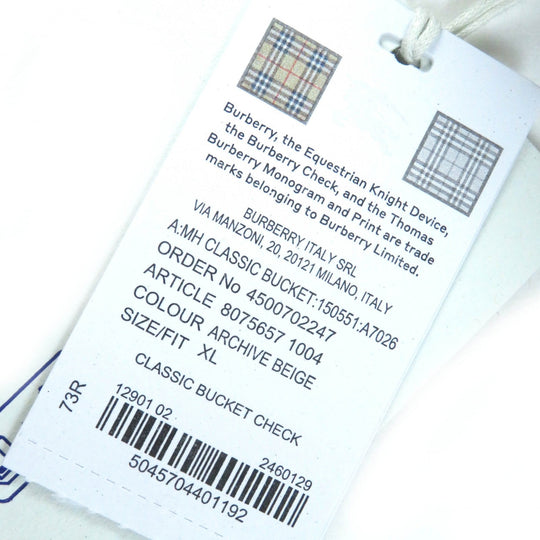 Burberry, the Equestrian Knight Device,
the Burberry Check, and the Thomas
Burberry Monogram and Print are trade
marks belonging to Burberry Limited.
BURBERRY ITALY SRL
VIA MANZONI, 20, 20121 MILANO, ITALY
A:MH CLASSIC BUCKET:150551:A7026
ORDER No 4500702247
ARTICLE 8075657 1004
COLOUR ARCHIVE BEIGE
SIZE/FIT XL
CLASSIC BUCKET CHECK
73R
12901 02
2460129
5045704401192